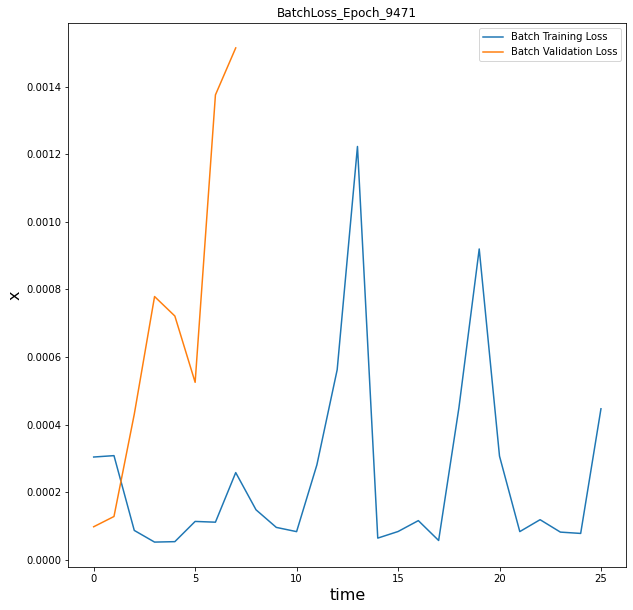 BatchLoss_Epoch_9471
Batch Training Loss
Batch Validation Loss
0.0014
0.0012
0.0010
0.0008
0.0006
0.0004
0.0002
0.0000
x
0 5 10 15 20 25
time